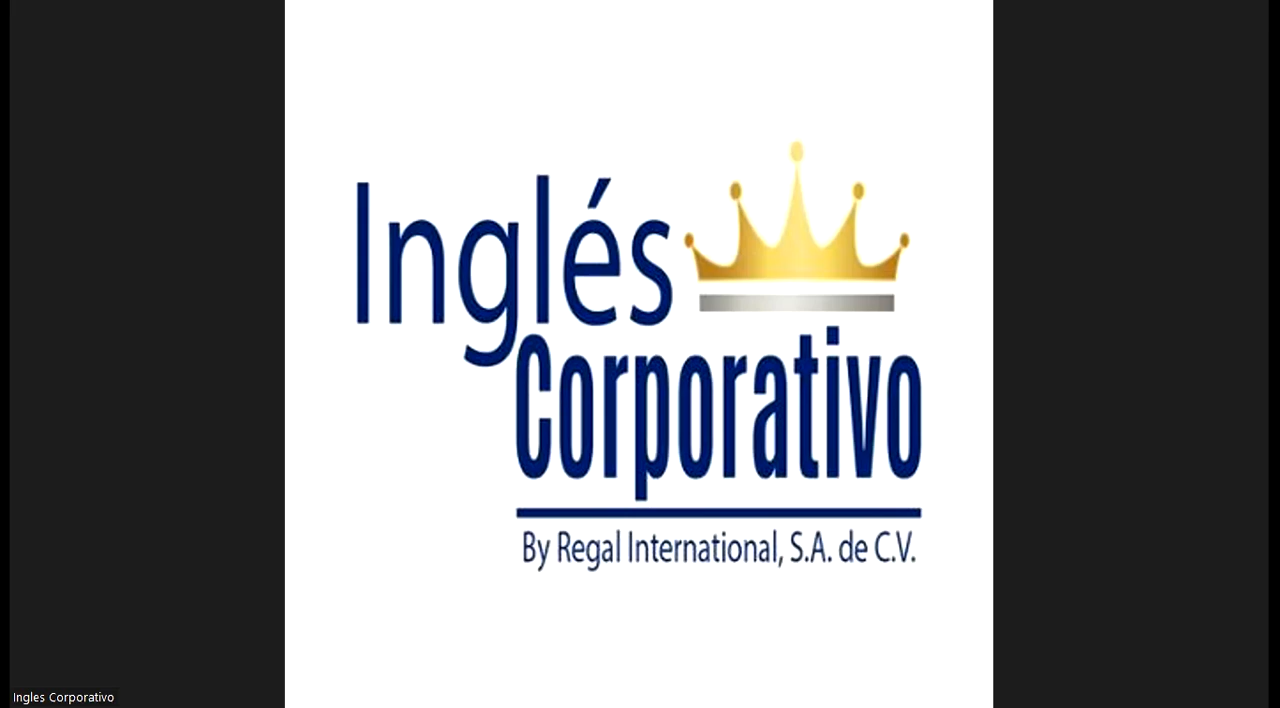 Inglés
Corporativo
By Regal International, S.A. de C.V.
Ingles Corporativo